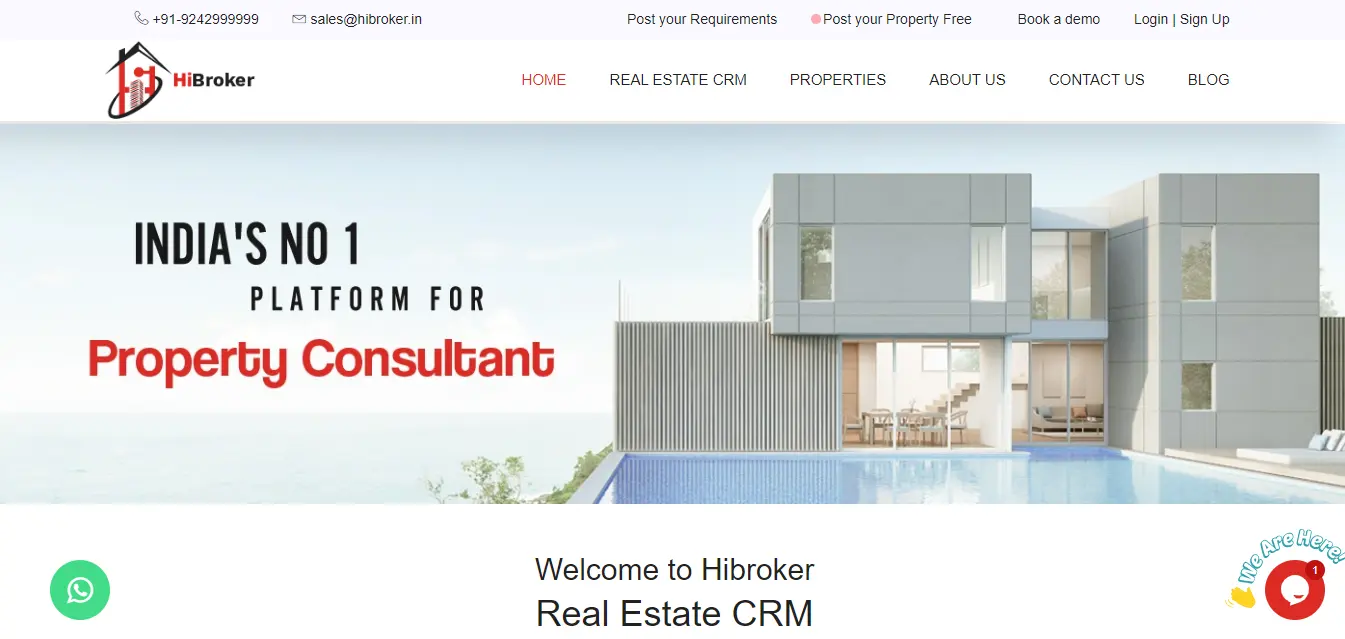 +91-9242999999 sales@hibroker.in Post your Requirements Post your Property Free Book a demo Login | Sign Up
HiBroker HOME REAL ESTATE CRM PROPERTIES ABOUT US CONTACT US BLOG
INDIA'S NO 1
PLATFORM FOR
Property Consultant
Welcome to Hibroker
Real Estate CRM
We Are Here!
1